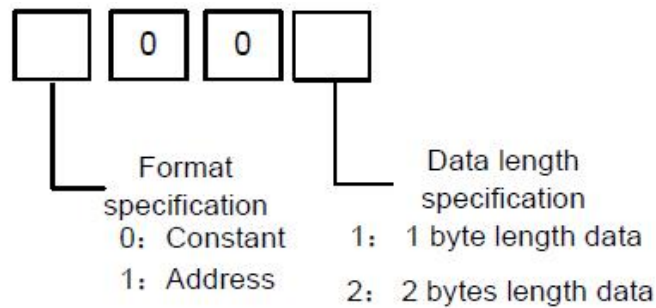 0 0
Format
specification
0: Constant
1: Address
Data length
specification
1: 1 byte length data
2: 2 bytes length data